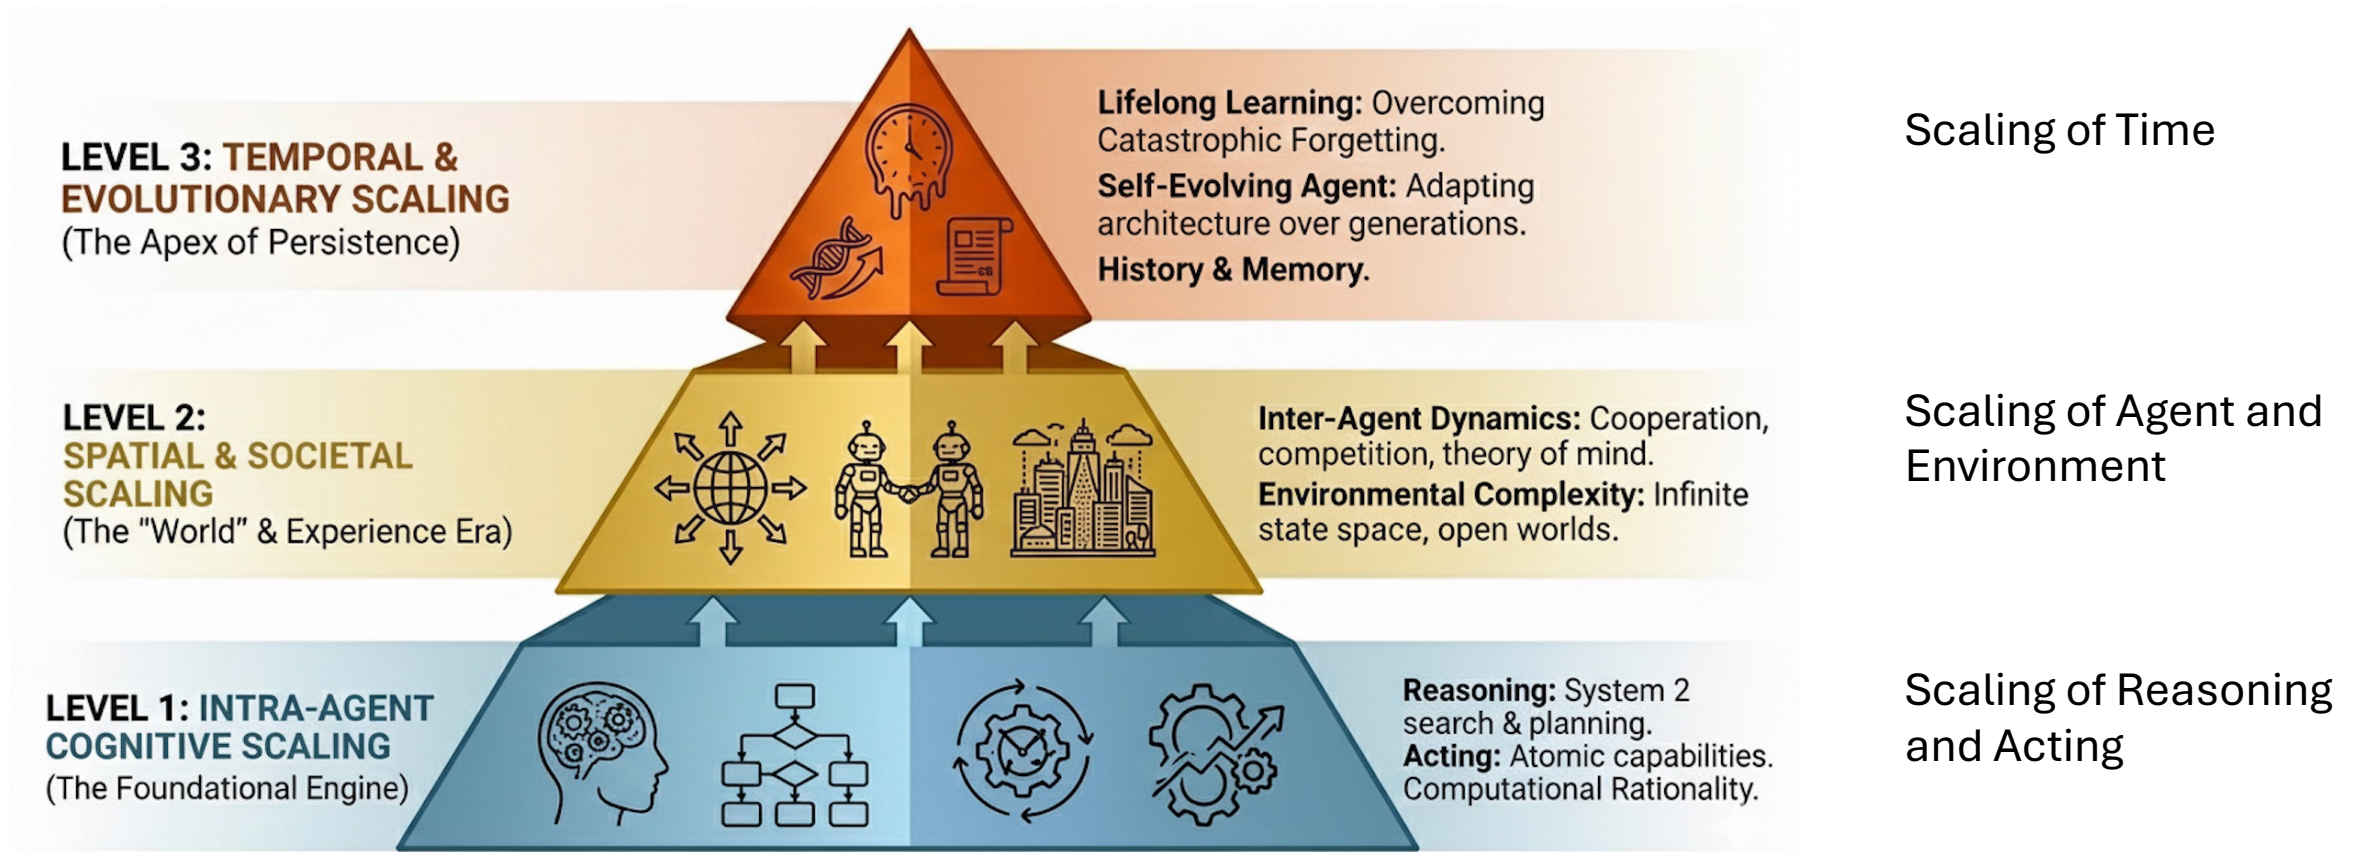 LEVEL 3: TEMPORAL &
EVOLUTIONARY SCALING
(The Apex of Persistence)
Lifelong Learning: Overcoming
Catastrophic Forgetting.
Self-Evolving Agent: Adapting
architecture over generations.
History & Memory.
Scaling of Time
LEVEL 2:
SPATIAL & SOCIETAL
SCALING
(The "World" & Experience Era)
Inter-Agent Dynamics: Cooperation,
competition, theory of mind.
Environmental Complexity: Infinite
state space, open worlds.
Scaling of Agent and
Environment
LEVEL 1: INTRA-AGENT
COGNITIVE SCALING
(The Foundational Engine)
Reasoning: System 2
search & planning.
Acting: Atomic capabilities.
Computational Rationality.
Scaling of Reasoning
and Acting